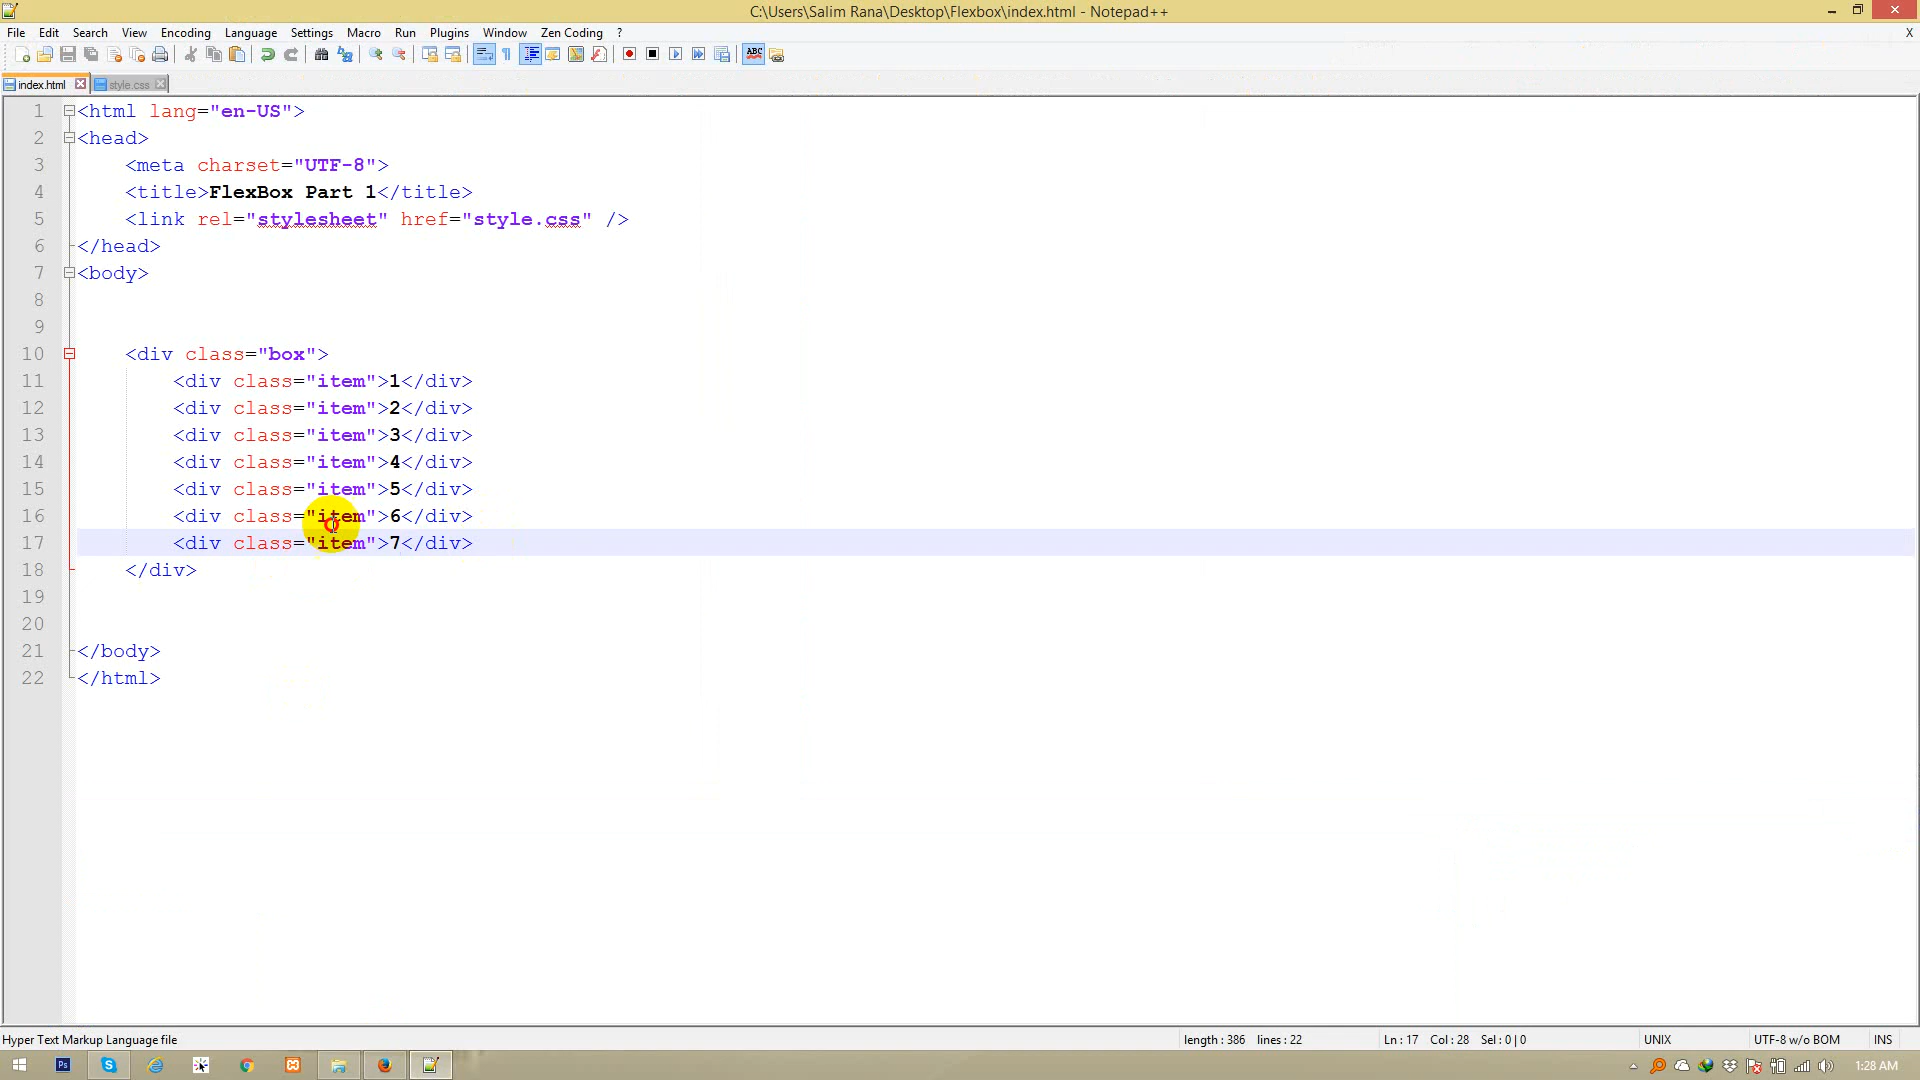 C:\Users\Salim Rana\Desktop\Flexbox\index.html - Notepad++
File Edit Search View Encoding Language Settings Macro Run Plugins Window Zen Coding ? X
ABC
index.html style.css
1 <html lang="en-US">
2 <head>
3 <meta charset="UTF-8">
4 <title>FlexBox Part 1</title>
5 <link rel="stylesheet" href="style.css" />
6 </head>
7 <body>
8
9
10 <div class="box">
11 <div class="item">1</div>
12 <div class="item">2</div>
13 <div class="item">3</div>
14 <div class="item">4</div>
15 <div class="item">5</div>
16 <div class="item">6</div>
17 <div class="item">7</div>
18 </div>
19
20
21 </body>
22 </html>
Hyper Text Markup Language file length : 386 lines : 22 Ln : 17 Col : 28 Sel : 0 | 0 UNIX UTF-8 w/o BOM INS
Ps 1:28 AM